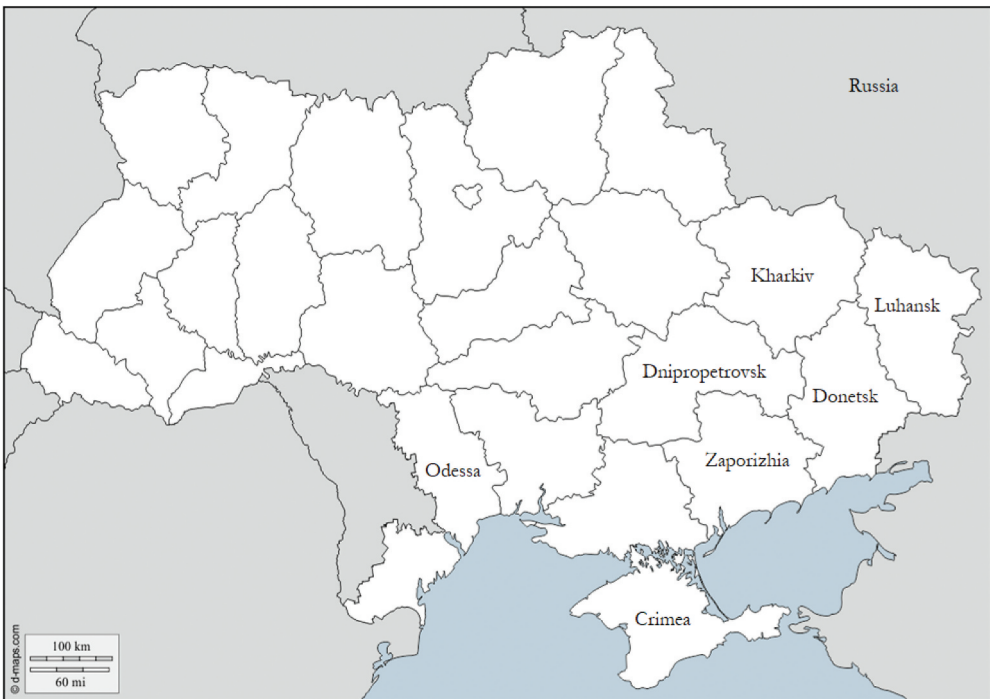 Russia
Kharkiv
Luhansk
Dnipropetrovsk
Donetsk
Zaporizhia
Odessa
Crimea
© d-maps.com
100 km
60 mi